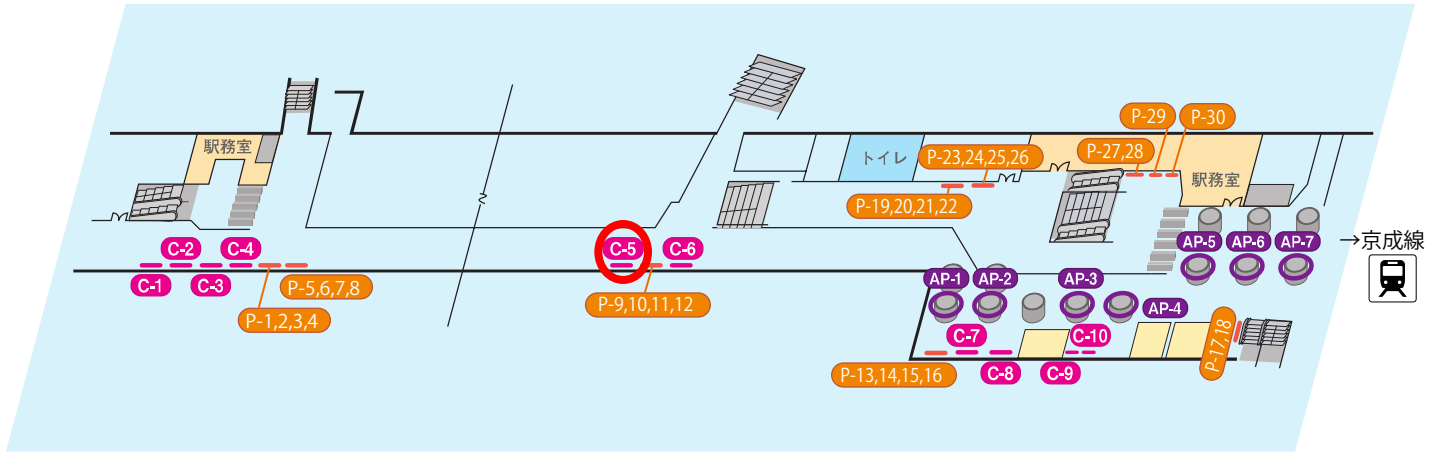 P-29
P-30
駅務室
トイレ
P-23,24,25,26
P-27,28
駅務室
P-19,20,21,22
C-2
C-4
C-5
C-6
AP-5
AP-6
AP-7
→京成線
C-1
C-3
P-5,6,7,8
AP-1
AP-2
AP-3
P-1,2,3,4
P-9,10,11,12
AP-4
C-7
C-10
P-17,18
P-13,14,15,16
C-8
C-9